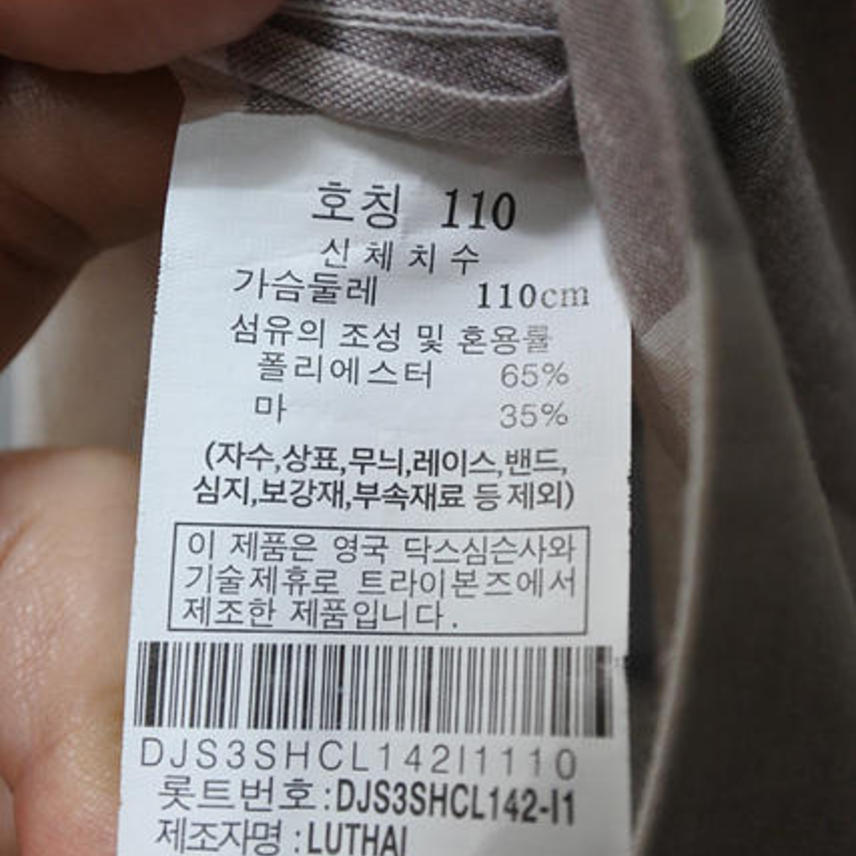 호칭 110
신체치수
가슴둘레 110cm
섬유의 조성 및 혼용률
폴리에스터 65%
마 35%
(자수,상표,무늬,레이스,밴드,
심지,보강재,부속재료 등 제외)
이 제품은 영국 닥스심슨사와
기술제휴로 트라이본즈에서
제조한 제품입니다.
DJS3SHCL142I1110
롯트번호:DJS3SHCL142-I1
제조자명 :LUTHAI